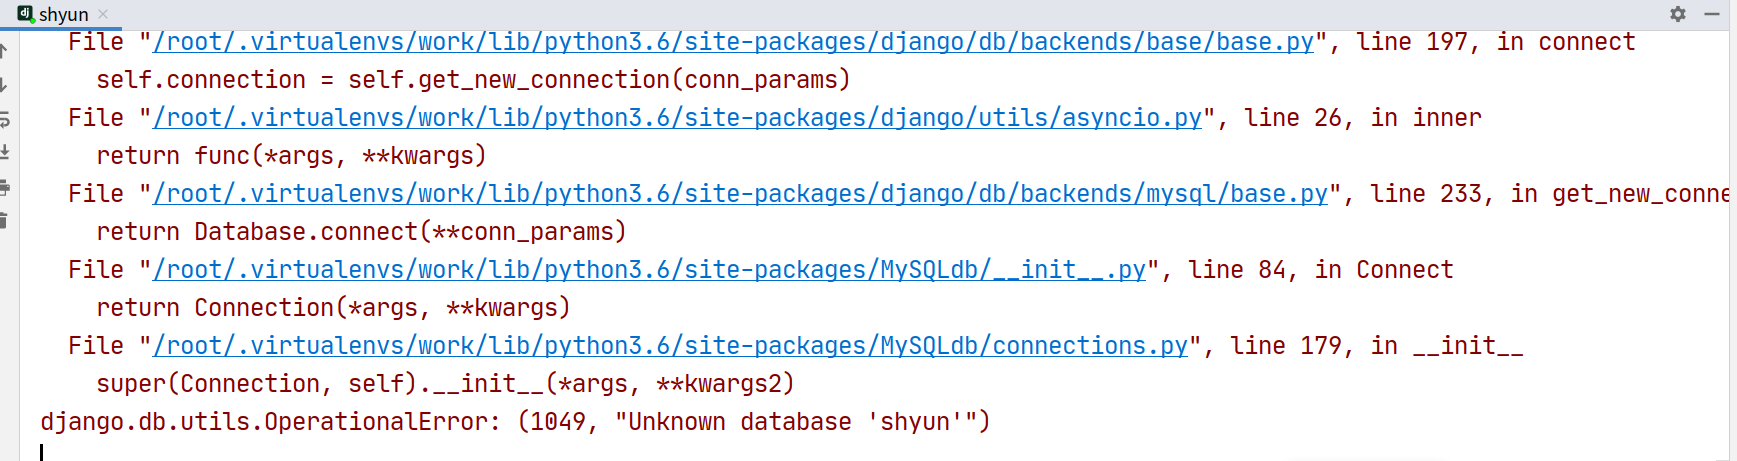 dj shyun
File "/root/.virtualenvs/work/lib/python3.6/site-packages/django/db/backends/base/base.py", line 197, in connect
self.connection = self.get_new_connection(conn_params)
File "/root/.virtualenvs/work/lib/python3.6/site-packages/django/utils/asyncio.py", line 26, in inner
return func(*args, **kwargs)
File "/root/.virtualenvs/work/lib/python3.6/site-packages/django/db/backends/mysql/base.py", line 233, in get_new_conne
return Database.connect(**conn_params)
File "/root/.virtualenvs/work/lib/python3.6/site-packages/MySQLdb/__init__.py", line 84, in Connect
return Connection(*args, **kwargs)
File "/root/.virtualenvs/work/lib/python3.6/site-packages/MySQLdb/connections.py", line 179, in __init__
super(Connection, self).__init__(*args, **kwargs2)
django.db.utils.OperationalError: (1049, "Unknown database 'shyun'")